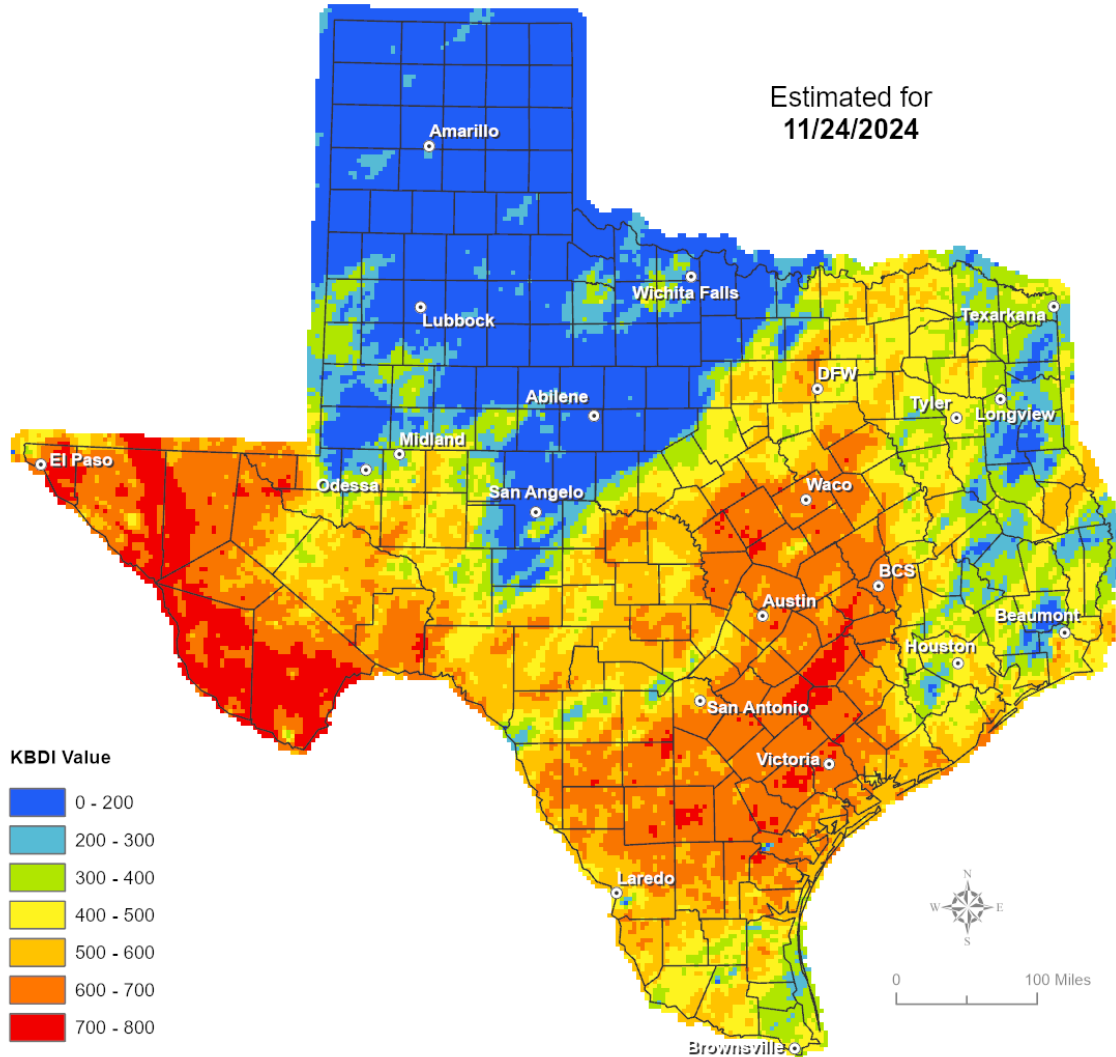 Estimated for
11/24/2024
Amarillo
Wichita Falls
Lubbock
Texarkana
DFW
Abilene
Tyler
Longview
Midland
El Paso
Odessa
San Angelo
Waco
BCS
Austin
Beaumont
Houston
San Antonio
Victoria
KBDI Value
0 - 200
200 - 300
300 - 400
400 - 500
500 - 600
600 - 700
700 - 800
Laredo
N
W E
S
0 100 Miles
Brownsville